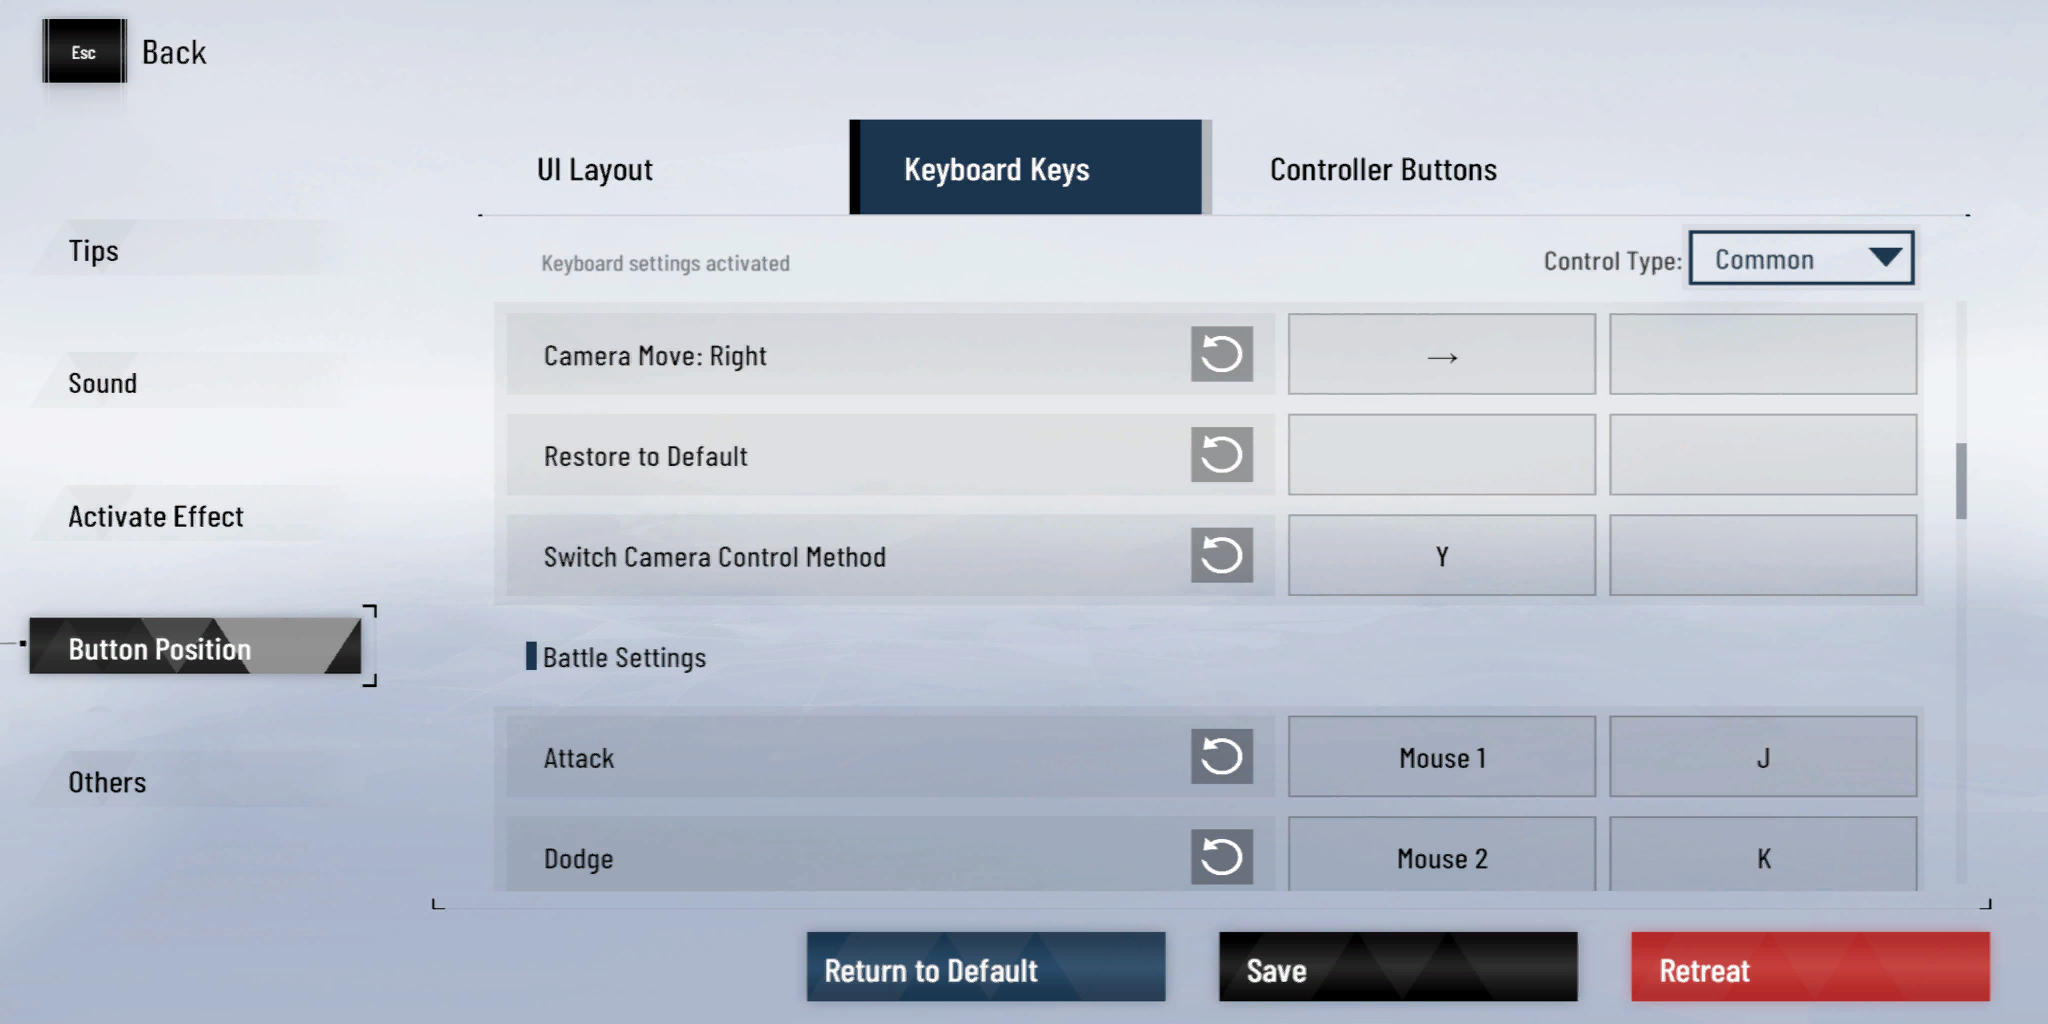 Esc Back
UI Layout Keyboard Keys Controller Buttons
Keyboard settings activated Control Type: Common
Tips
Camera Move: Right →
Sound
Restore to Default
Activate Effect
Switch Camera Control Method Y
Button Position
Battle Settings
Attack Mouse 1 J
Others
Dodge Mouse 2 K
Return to Default Save Retreat